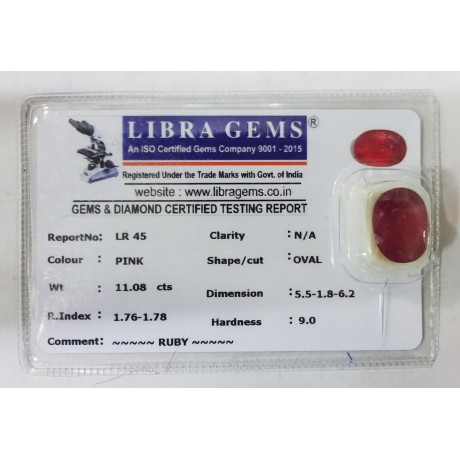 LIBRA GEMS®
An ISO Certified Gems Company 9001 - 2015
Registered Under the Trade Marks with Govt. of India
website : www.libragems.co.in
GEMS & DIAMOND CERTIFIED TESTING REPORT
ReportNo: LR 45 Clarity : N/A
Colour : PINK Shape/cut : OVAL
Wt : 11.08 cts Dimension : 5.5-1.8-6.2
R.Index : 1.76-1.78 Hardness : 9.0
Comment: ~~~~~ RUBY ~~~~~